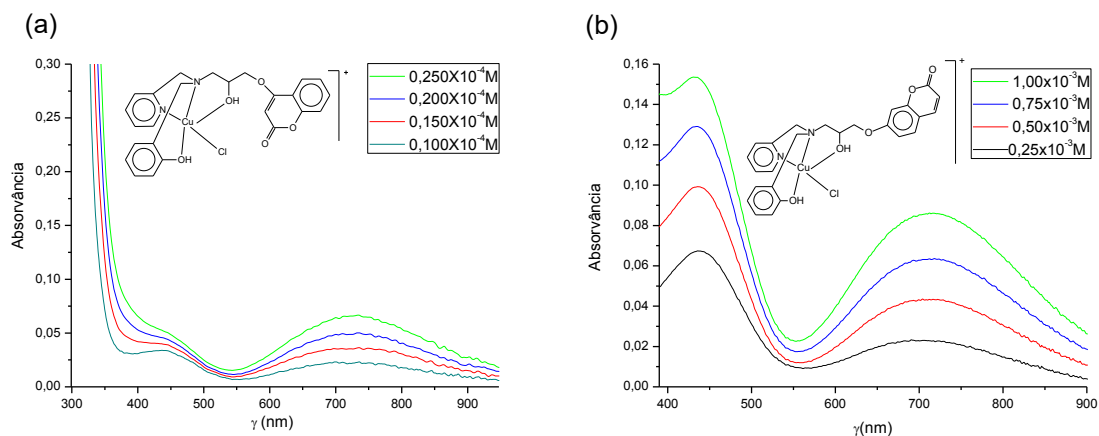 (a)
0,30
0,25
0,20
0,15
0,10
0,05
0,00
Absorvância
300 400 500 600 700 800 900
γ (nm)
0,250X10⁻⁴M
0,200X10⁻⁴M
0,150X10⁻⁴M
0,100X10⁻⁴M
N
O
OH
N
Cu
O
O
Cl
OH
+
(b)
0,16
0,14
0,12
0,10
0,08
0,06
0,04
0,02
0,00
Absorvância
400 500 600 700 800 900
γ(nm)
1,00x10⁻³M
0,75x10⁻³M
0,50x10⁻³M
0,25x10⁻³M
O
O
N
O
N
OH
Cu
OH
Cl
+